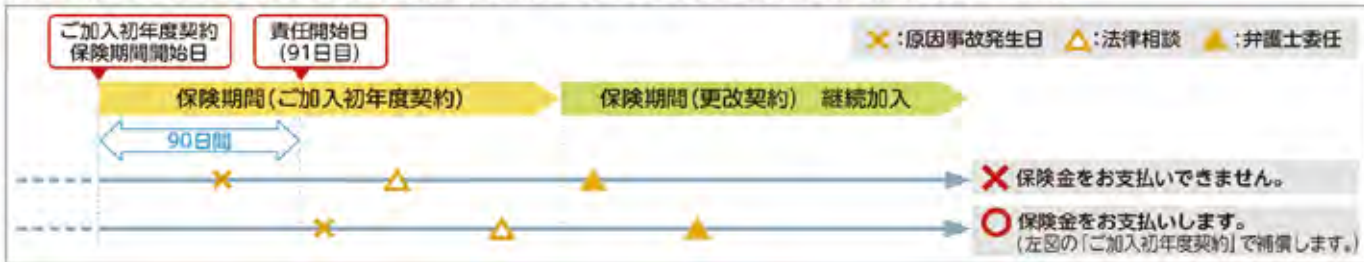 ご加入初年度契約
保険期間開始日
責任開始日
(91日目)
×:原因事故発生日 △:法律相談 ▲:弁護士委任
保険期間(ご加入初年度契約)
保険期間(更改契約) 継続加入
90日間
×保険金をお支払いできません。
○保険金をお支払いします。
(左図の「ご加入初年度契約」で補償します。)